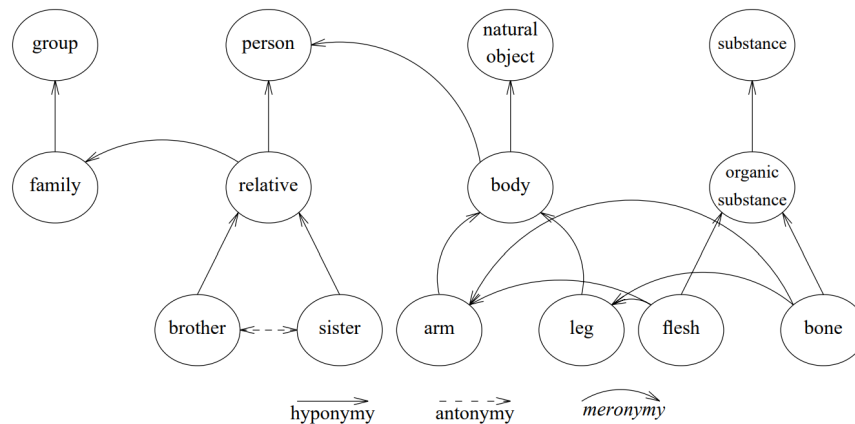 group
person
natural
object
substance
family
relative
body
organic
substance
brother
sister
arm
leg
flesh
bone
hyponymy
antonymy
meronymy